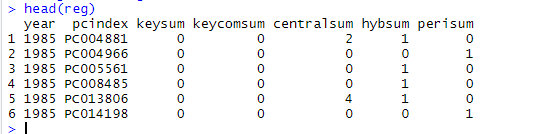 > head(reg)
  year  pcindex keysum keycomsum centralsum hybsum perisum
1 1985 PC004881      0         0          2      1       0
2 1985 PC004966      0         0          0      0       1
3 1985 PC005561      0         0          0      1       0
4 1985 PC008485      0         0          0      1       0
5 1985 PC013806      0         0          4      1       0
6 1985 PC014198      0         0          0      0       1
>